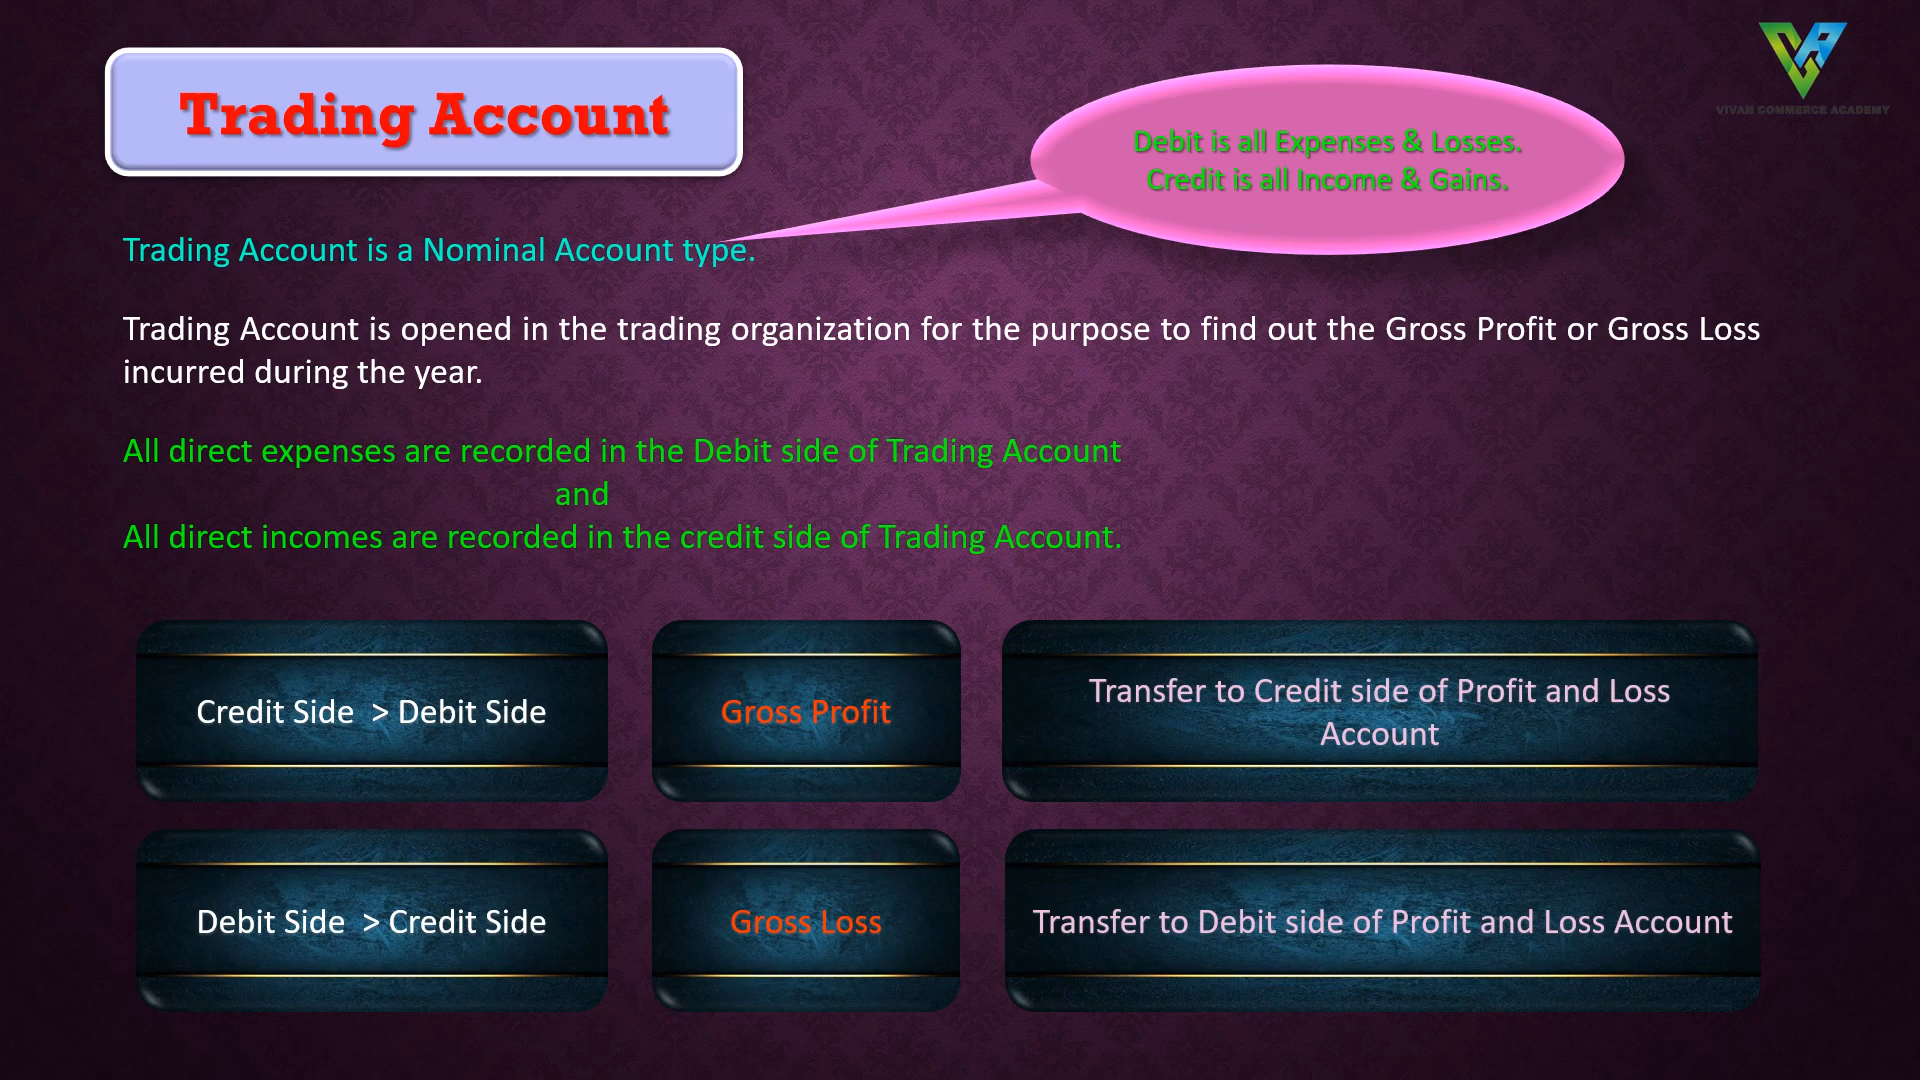 Trading Account
VIVAN COMMERCE ACADEMY
Debit is all Expenses & Losses.
Credit is all Income & Gains.
Trading Account is a Nominal Account type.
Trading Account is opened in the trading organization for the purpose to find out the Gross Profit or Gross Loss
incurred during the year.
All direct expenses are recorded in the Debit side of Trading Account
and
All direct incomes are recorded in the credit side of Trading Account.
Credit Side > Debit Side
Gross Profit
Transfer to Credit side of Profit and Loss
Account
Debit Side > Credit Side
Gross Loss
Transfer to Debit side of Profit and Loss Account